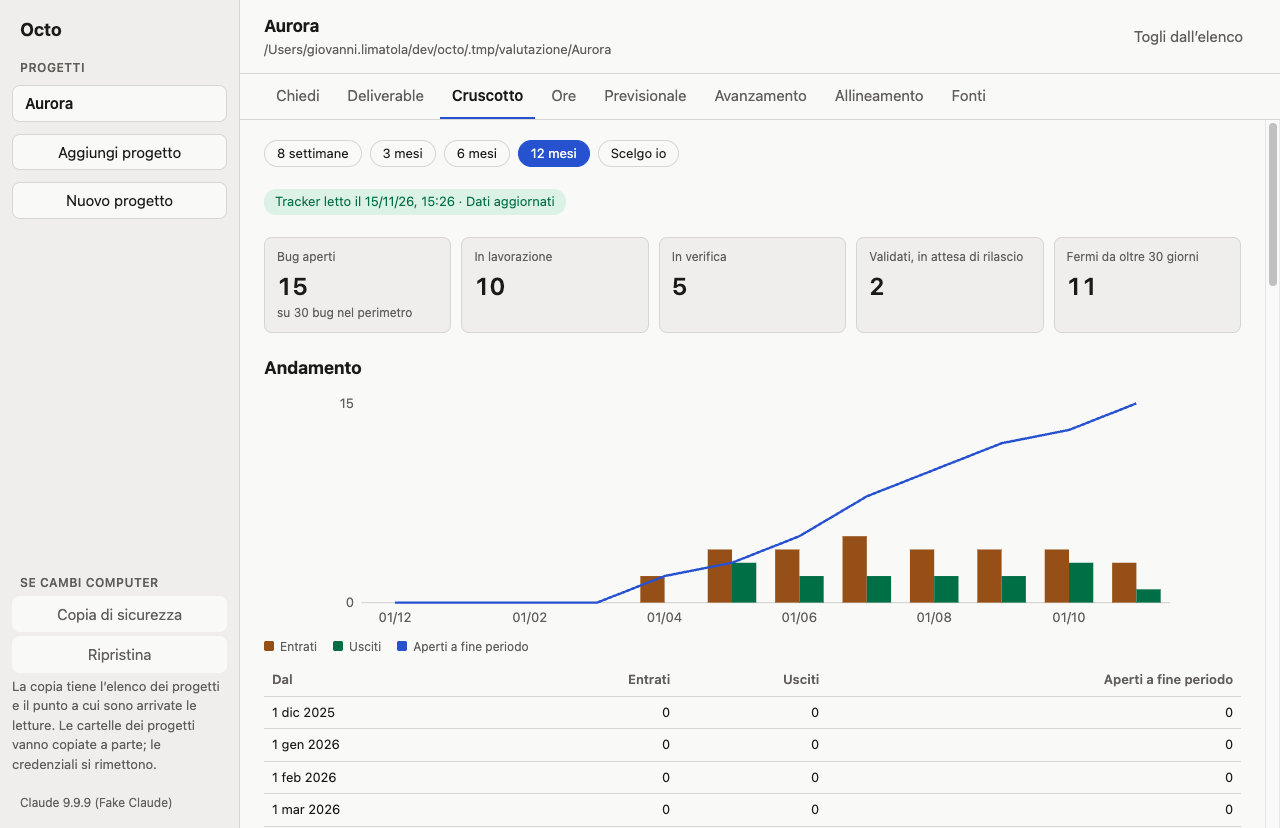 Octo
PROGETTI
Aurora
Aggiungi progetto
Nuovo progetto
SE CAMBI COMPUTER
Copia di sicurezza
Ripristina
La copia tiene l'elenco dei progetti
e il punto a cui sono arrivate le
letture. Le cartelle dei progetti
vanno copiate a parte; le
credenziali si rimettono.
Claude 9.9.9 (Fake Claude)
Aurora
/Users/giovanni.limatola/dev/octo/.tmp/valutazione/Aurora
Togli dall'elenco
Chiedi Deliverable Cruscotto Ore Previsionale Avanzamento Allineamento Fonti
8 settimane 3 mesi 6 mesi 12 mesi Scelgo io
Tracker letto il 15/11/26, 15:26 · Dati aggiornati
Bug aperti
15
su 30 bug nel perimetro
In lavorazione
10
In verifica
5
Validati, in attesa di rilascio
2
Fermi da oltre 30 giorni
11
Andamento
15
0
01/12 01/02 01/04 01/06 01/08 01/10
Entrati Usciti Aperti a fine periodo
Dal Entrati Usciti Aperti a fine periodo
1 dic 2025 0 0 0
1 gen 2026 0 0 0
1 feb 2026 0 0 0
1 mar 2026 0 0 0